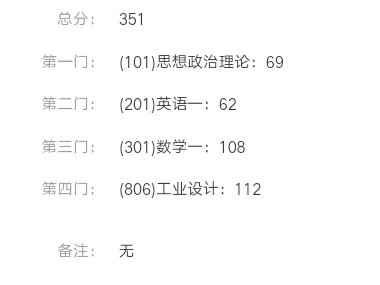 总分： 351
第一门： (101)思想政治理论：69
第二门： (201)英语一：62
第三门： (301)数学一：108
第四门： (806)工业设计：112
备注： 无